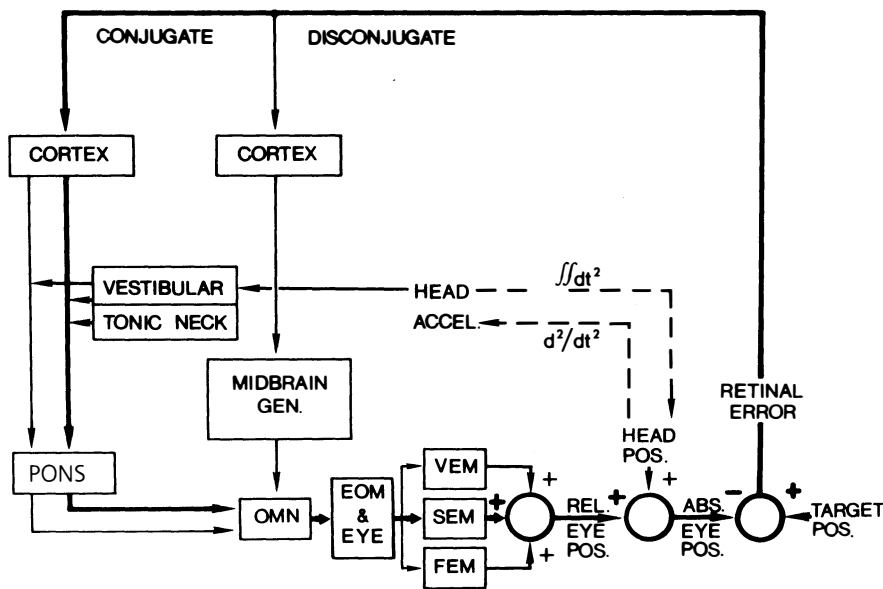 CONJUGATE
DISCONJUGATE
CORTEX
CORTEX
VESTIBULAR
TONIC NECK
HEAD
ACCEL.
∬dt²
d²/dt²
MIDBRAIN
GEN.
RETINAL
ERROR
HEAD
POS.
PONS
OMN
EOM
&
EYE
VEM
SEM
FEM
+
+
+
REL.
EYE
POS.
+
+
ABS.
EYE
POS.
-
+
TARGET
POS.